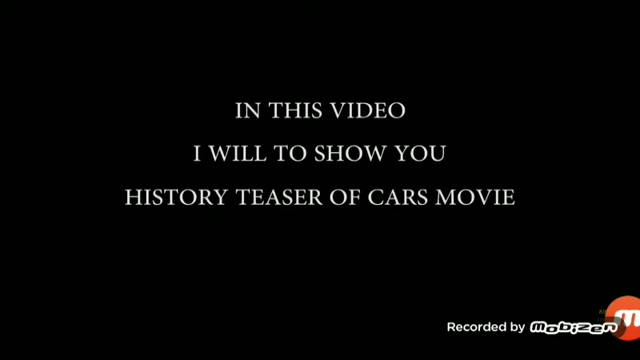 IN THIS VIDEO
I WILL TO SHOW YOU
HISTORY TEASER OF CARS MOVIE
Recorded by mobizen